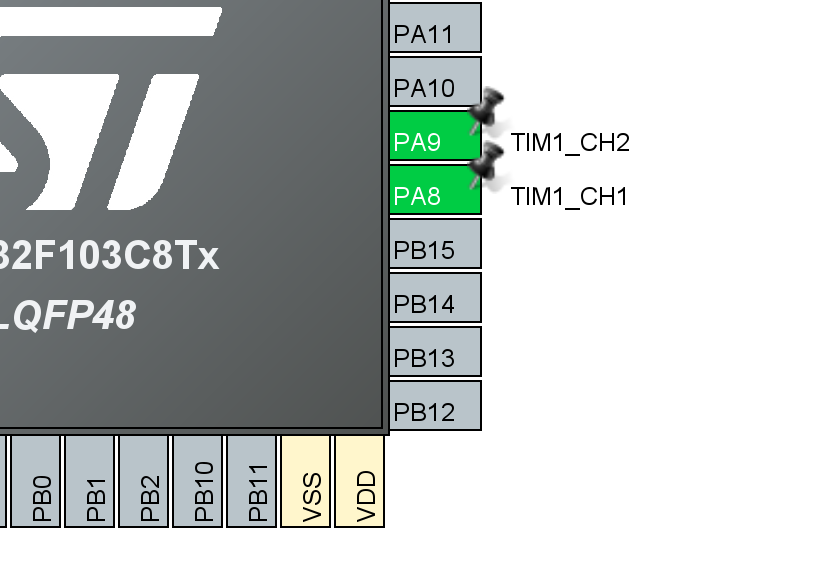 PA11
PA10
PA9 TIM1_CH2
PA8 TIM1_CH1
PB15
PB14
PB13
PB12
32F103C8Tx
LQFP48
PB0
PB1
PB2
PB10
PB11
VSS
VDD